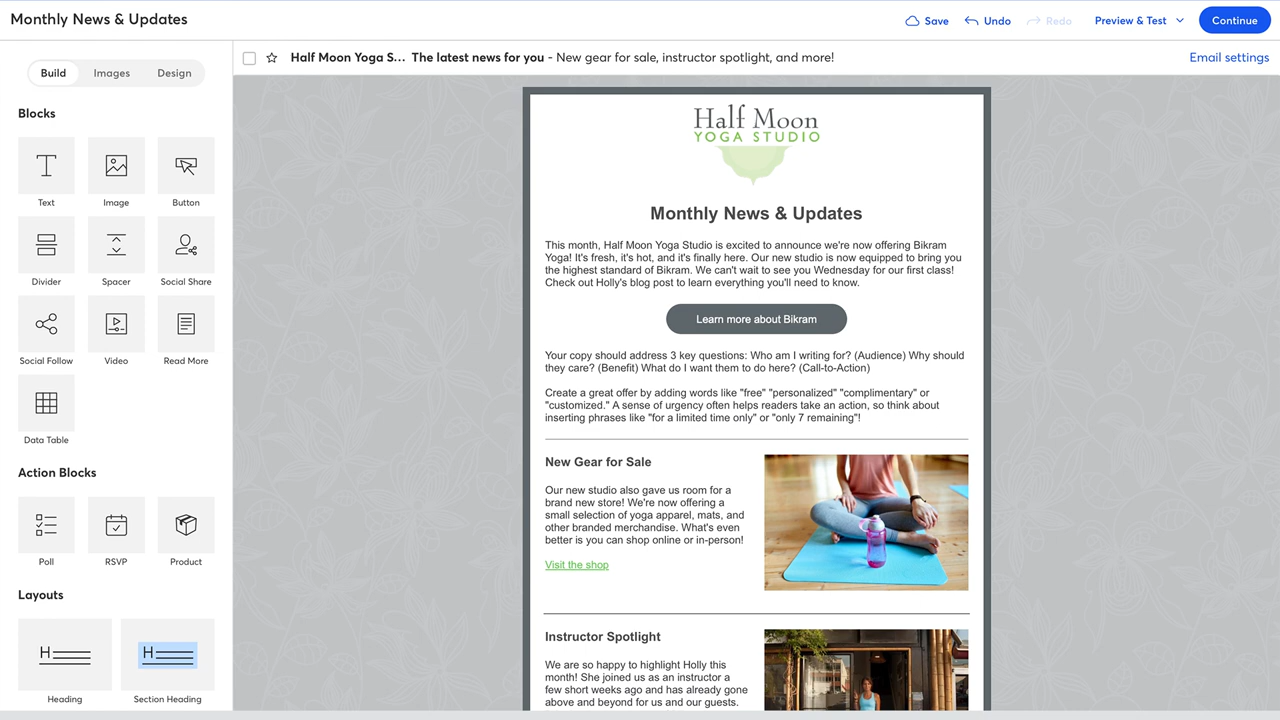 Monthly News & Updates
Save
Undo
Redo
Preview & Test
Continue
Build
Images
Design
Half Moon Yoga S... The latest news for you - New gear for sale, instructor spotlight, and more!
Email settings
Blocks
Text
Image
Button
Divider
Spacer
Social Share
Social Follow
Video
Read More
Data Table
Action Blocks
Poll
RSVP
Product
Layouts
H
H
Heading
Section Heading
Half Moon
YOGA STUDIO
Monthly News & Updates
This month, Half Moon Yoga Studio is excited to announce we're now offering Bikram
Yoga! It's fresh, it's hot, and it's finally here. Our new studio is now equipped to bring you
the highest standard of Bikram. We can't wait to see you Wednesday for our first class!
Check out Holly's blog post to learn everything you'll need to know.
Learn more about Bikram
Your copy should address 3 key questions: Who am I writing for? (Audience) Why should
they care? (Benefit) What do I want them to do here? (Call-to-Action)
Create a great offer by adding words like "free" "personalized" "complimentary" or
"customized." A sense of urgency often helps readers take an action, so think about
inserting phrases like "for a limited time only" or "only 7 remaining"!
New Gear for Sale
Our new studio also gave us room for a
brand new store! We're now offering a
small selection of yoga apparel, mats, and
other branded merchandise. What's even
better is you can shop online or in-person!
Visit the shop
Instructor Spotlight
We are so happy to highlight Holly this
month! She joined us as an instructor a
few short weeks ago and has already gone
above and beyond for us and our guests.